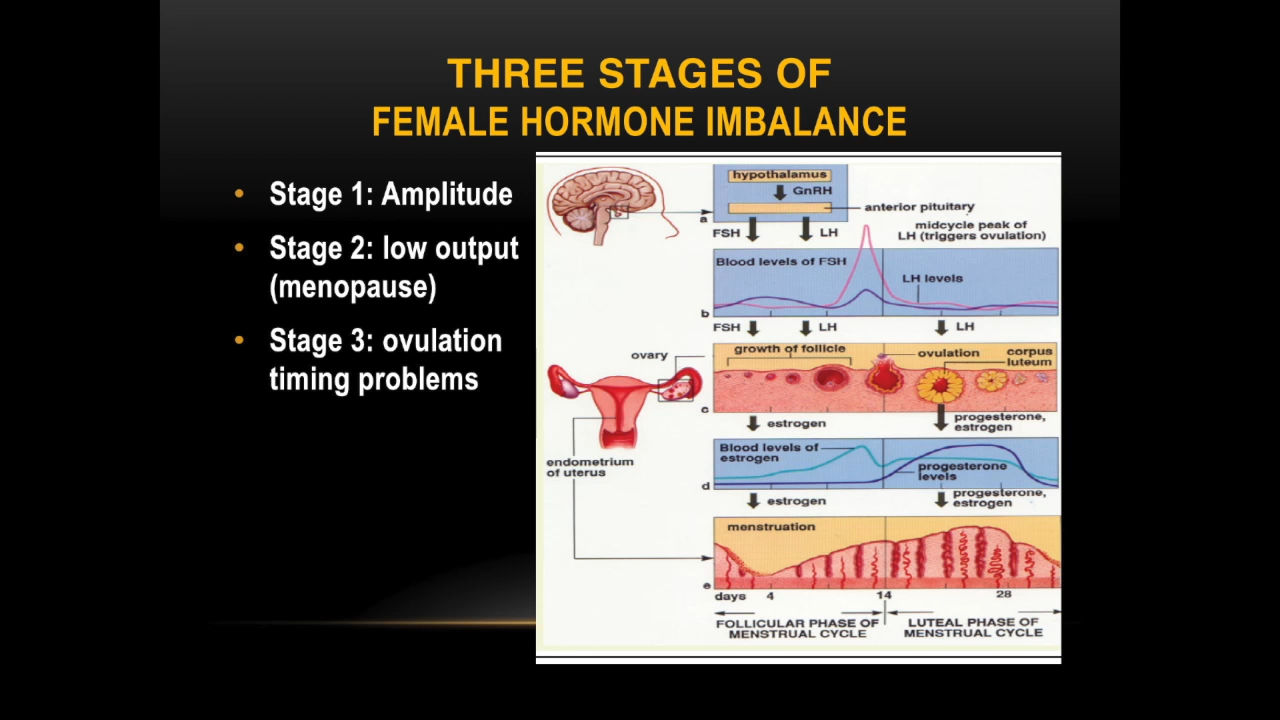 THREE STAGES OF
FEMALE HORMONE IMBALANCE
• Stage 1: Amplitude
• Stage 2: low output
(menopause)
• Stage 3: ovulation
timing problems
hypothalamus
GnRH
anterior pituitary
a
FSH
LH
midcycle peak of
LH (triggers ovulation)
Blood levels of FSH
LH levels
b
FSH
LH
LH
ovary
growth of follicle
ovulation
corpus
luteum
c
estrogen
progesterone,
estrogen
endometrium
of uterus
Blood levels of
estrogen
progesterone
levels
d
estrogen
progesterone,
estrogen
menstruation
e
days 4 14 28
FOLLICULAR PHASE OF
MENSTRUAL CYCLE
LUTEAL PHASE OF
MENSTRUAL CYCLE